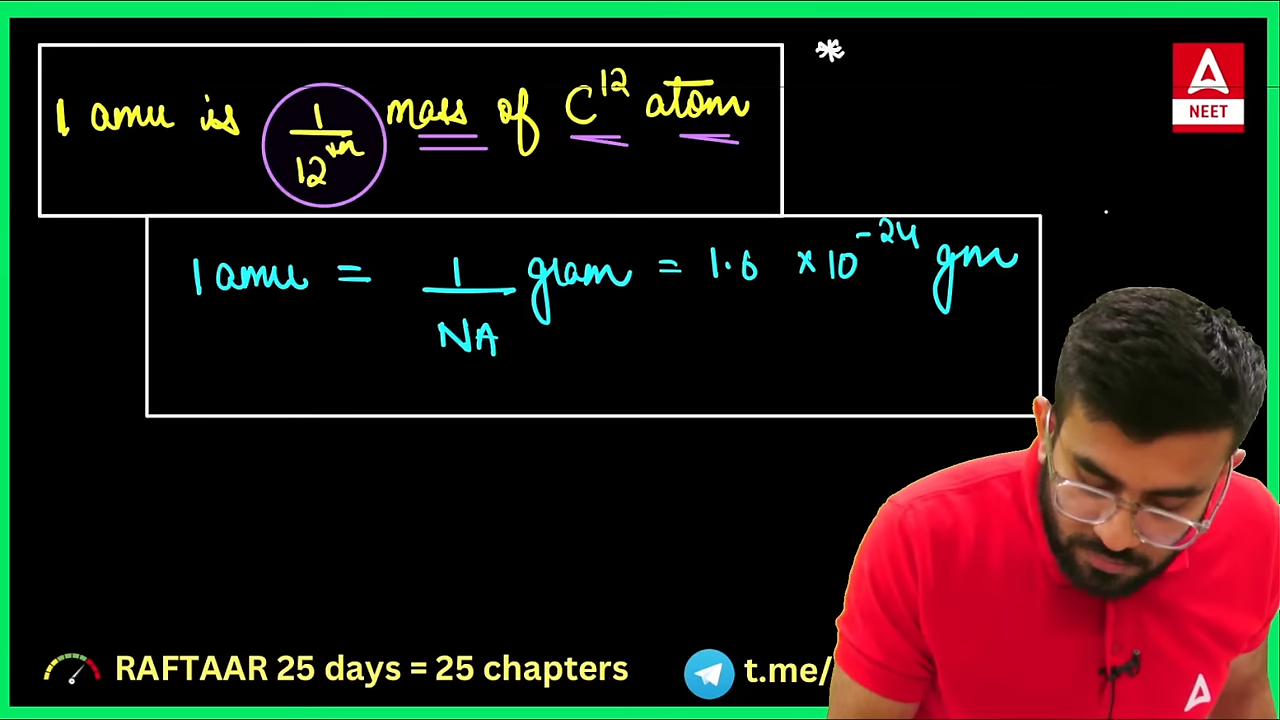 1 amu is 1/12 mass of C¹² atom *
1 amu = 1/NA gram = 1.6 × 10⁻²⁴ gm
NEET
RAFTAAR 25 days = 25 chapters
t.me/